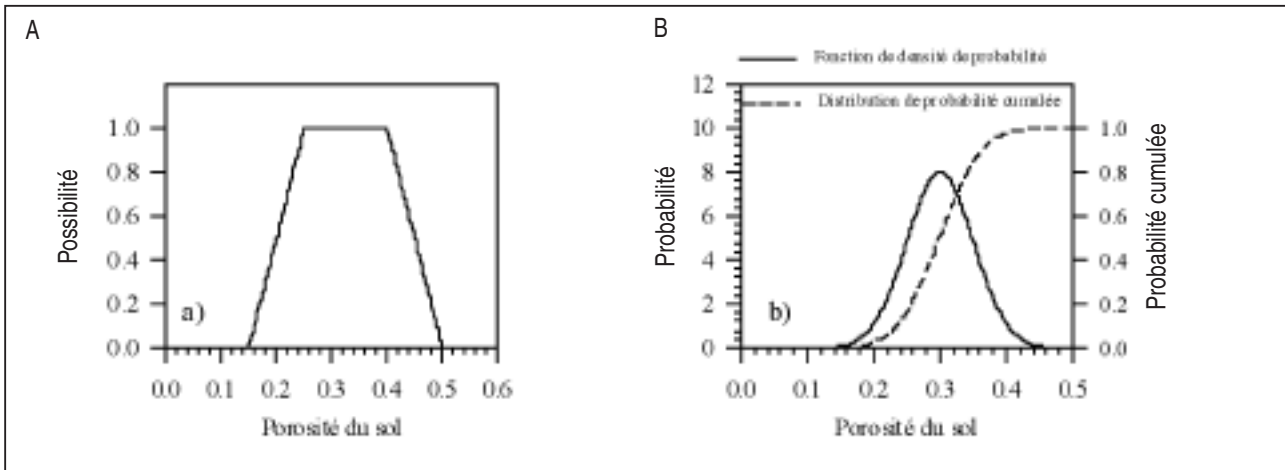 A
B
Fonction de densité de probabilité
Distribution de probabilité cumulée
Possibilité
1.0
0.8
0.6
0.4
0.2
0.0
a)
0.0 0.1 0.2 0.3 0.4 0.5 0.6
Porosité du sol
Probabilité
12
10
8
6
4
2
0
b)
0.0 0.1 0.2 0.3 0.4 0.5
Porosité du sol
1.0
0.8
0.6
0.4
0.2
0.0
Probabilité cumulée